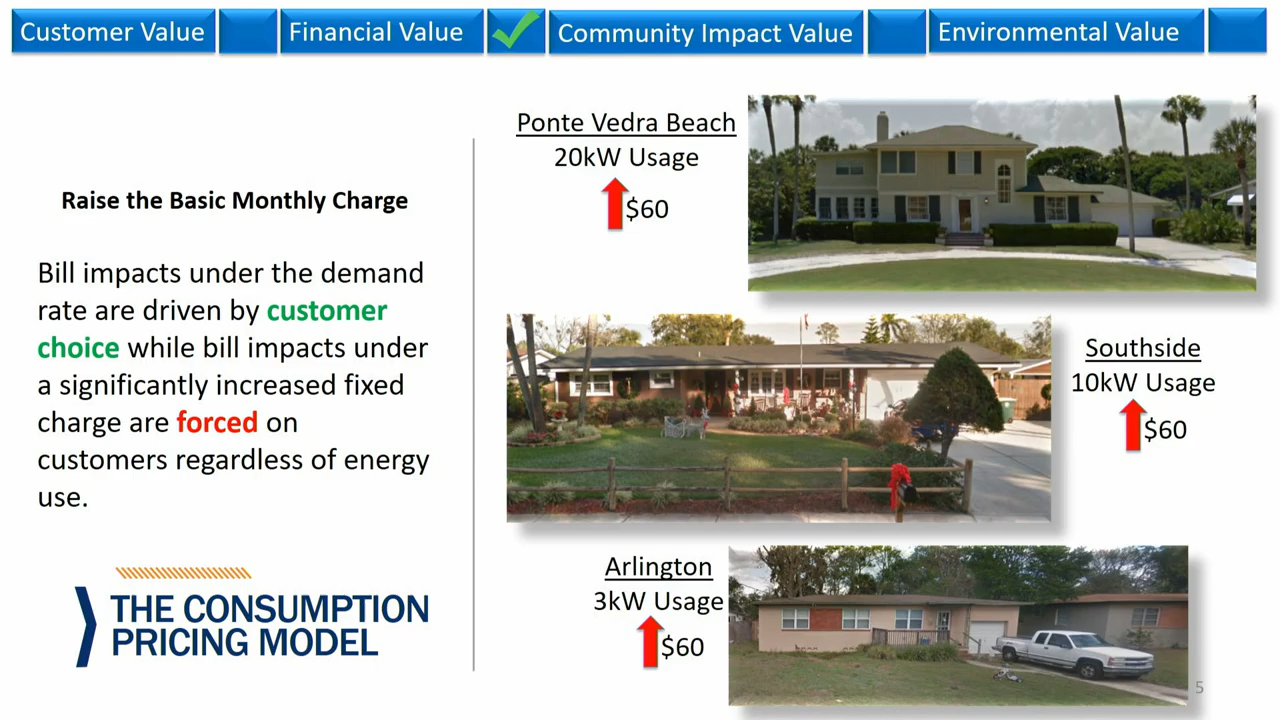 Customer Value
Financial Value
Community Impact Value
Environmental Value
Raise the Basic Monthly Charge
Bill impacts under the demand
rate are driven by customer
choice while bill impacts under
a significantly increased fixed
charge are forced on
customers regardless of energy
use.
THE CONSUMPTION
PRICING MODEL
Ponte Vedra Beach
20kW Usage
$60
Southside
10kW Usage
$60
Arlington
3kW Usage
$60
5